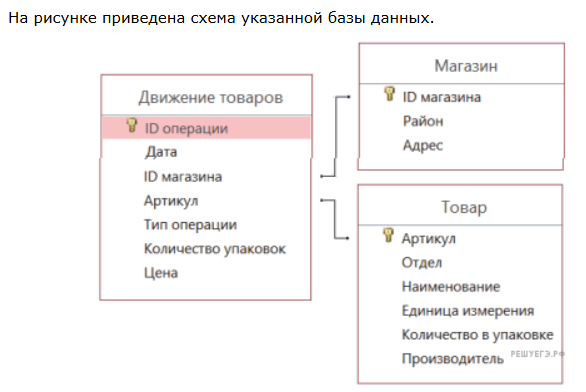 На рисунке приведена схема указанной базы данных.
Движение товаров
ID операции
Дата
ID магазина
Артикул
Тип операции
Количество упаковок
Цена
Магазин
ID магазина
Район
Адрес
Товар
Артикул
Отдел
Наименование
Единица измерения
Количество в упаковке
Производитель
РЕШУЕГЭ.РФ